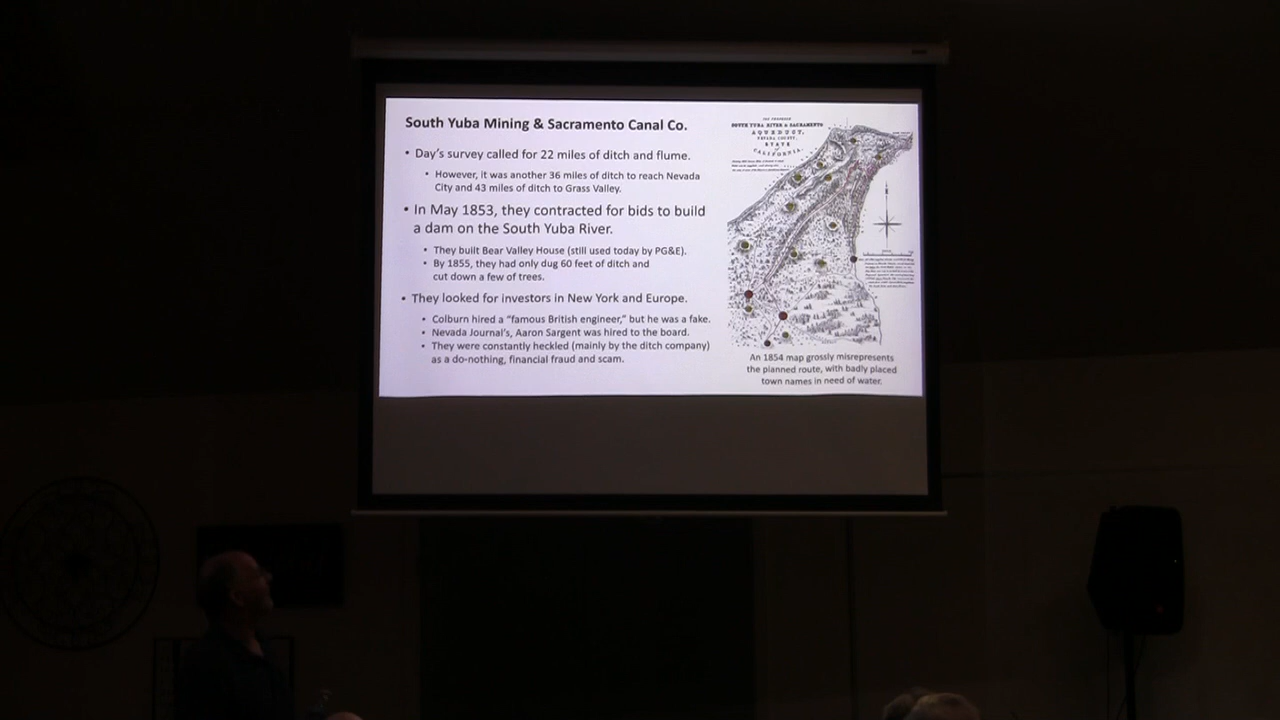 South Yuba Mining & Sacramento Canal Co.
• Day's survey called for 22 miles of ditch and flume.
• However, it was another 36 miles of ditch to reach Nevada
City and 43 miles of ditch to Grass Valley.
• In May 1853, they contracted for bids to build
a dam on the South Yuba River.
• They built Bear Valley House (still used today by PG&E).
• By 1855, they had only dug 60 feet of ditch and
cut down a few of trees.
• They looked for investors in New York and Europe.
• Colburn hired a “famous British engineer,” but he was a fake.
• Nevada Journal's, Aaron Sargent was hired to the board.
• They were constantly heckled (mainly by the ditch company)
as a do-nothing, financial fraud and scam.
SOUTH YUBA RIVER & SACRAMENTO
AQUEDUCT,
NEVADA COUNTY,
STATE
of
CALIFORNIA.
An 1854 map grossly misrepresents
the planned route, with badly placed
town names in need of water.